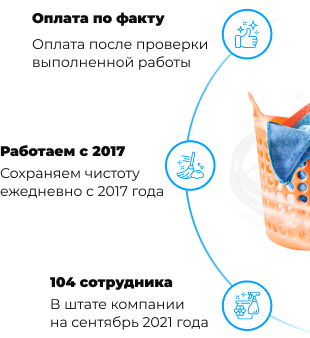 Оплата по факту
Оплата после проверки
выполненной работы
Работаем с 2017
Сохраняем чистоту
ежедневно с 2017 года
104 сотрудника
В штате компании
на сентябрь 2021 года